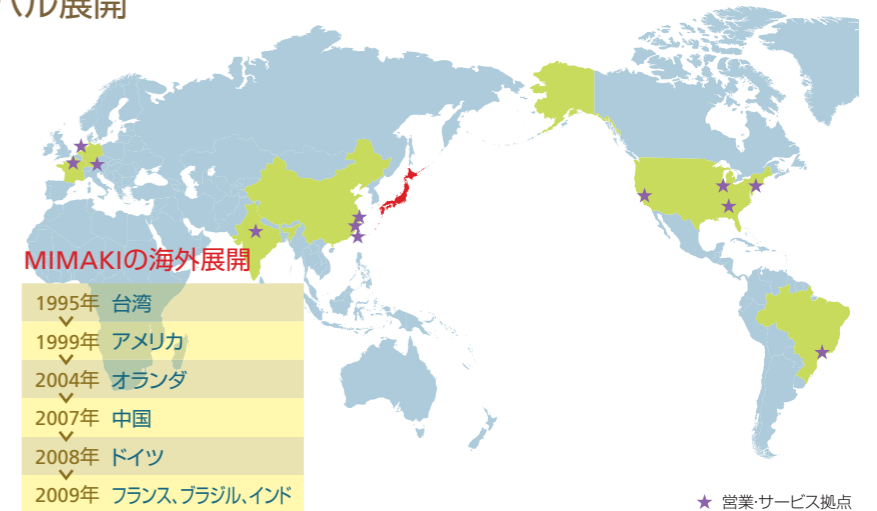 バル展開
MIMAKIの海外展開
1995年 台湾
1999年 アメリカ
2004年 オランダ
2007年 中国
2008年 ドイツ
2009年 フランス、ブラジル、インド
★ 営業・サービス拠点